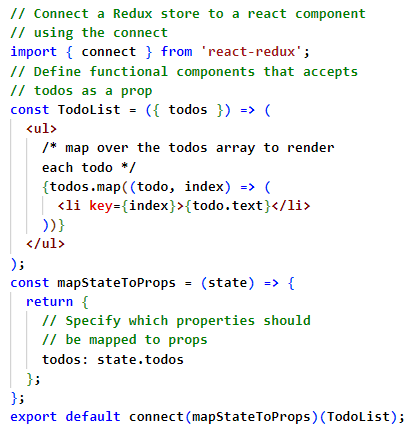 // Connect a Redux store to a react component
// using the connect
import { connect } from 'react-redux';
// Define functional components that accepts
// todos as a prop
const TodoList = ({ todos }) => (
  <ul>
    /* map over the todos array to render
    each todo */
    {todos.map((todo, index) => (
      <li key={index}>{todo.text}</li>
    ))}
  </ul>
);
const mapStateToProps = (state) => {
  return {
    // Specify which properties should
    // be mapped to props
    todos: state.todos
  };
};
export default connect(mapStateToProps)(TodoList);